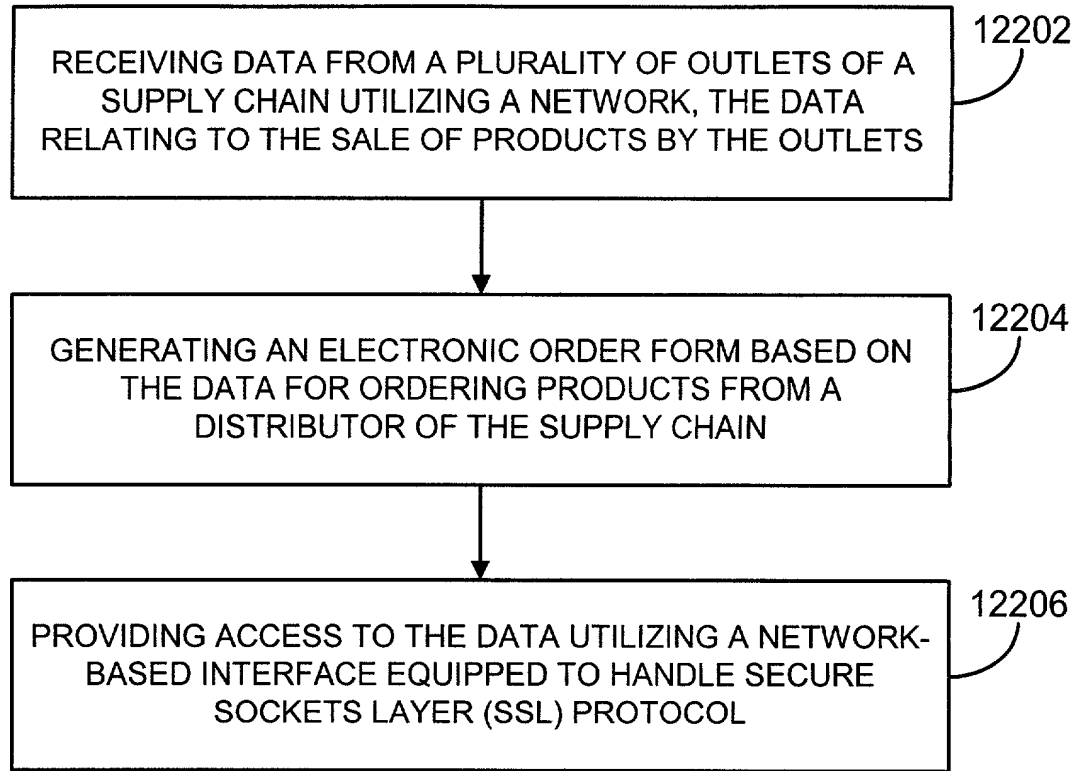 12202
RECEIVING DATA FROM A PLURALITY OF OUTLETS OF A
SUPPLY CHAIN UTILIZING A NETWORK, THE DATA
RELATING TO THE SALE OF PRODUCTS BY THE OUTLETS
12204
GENERATING AN ELECTRONIC ORDER FORM BASED ON
THE DATA FOR ORDERING PRODUCTS FROM A
DISTRIBUTOR OF THE SUPPLY CHAIN
12206
PROVIDING ACCESS TO THE DATA UTILIZING A NETWORK-
BASED INTERFACE EQUIPPED TO HANDLE SECURE
SOCKETS LAYER (SSL) PROTOCOL